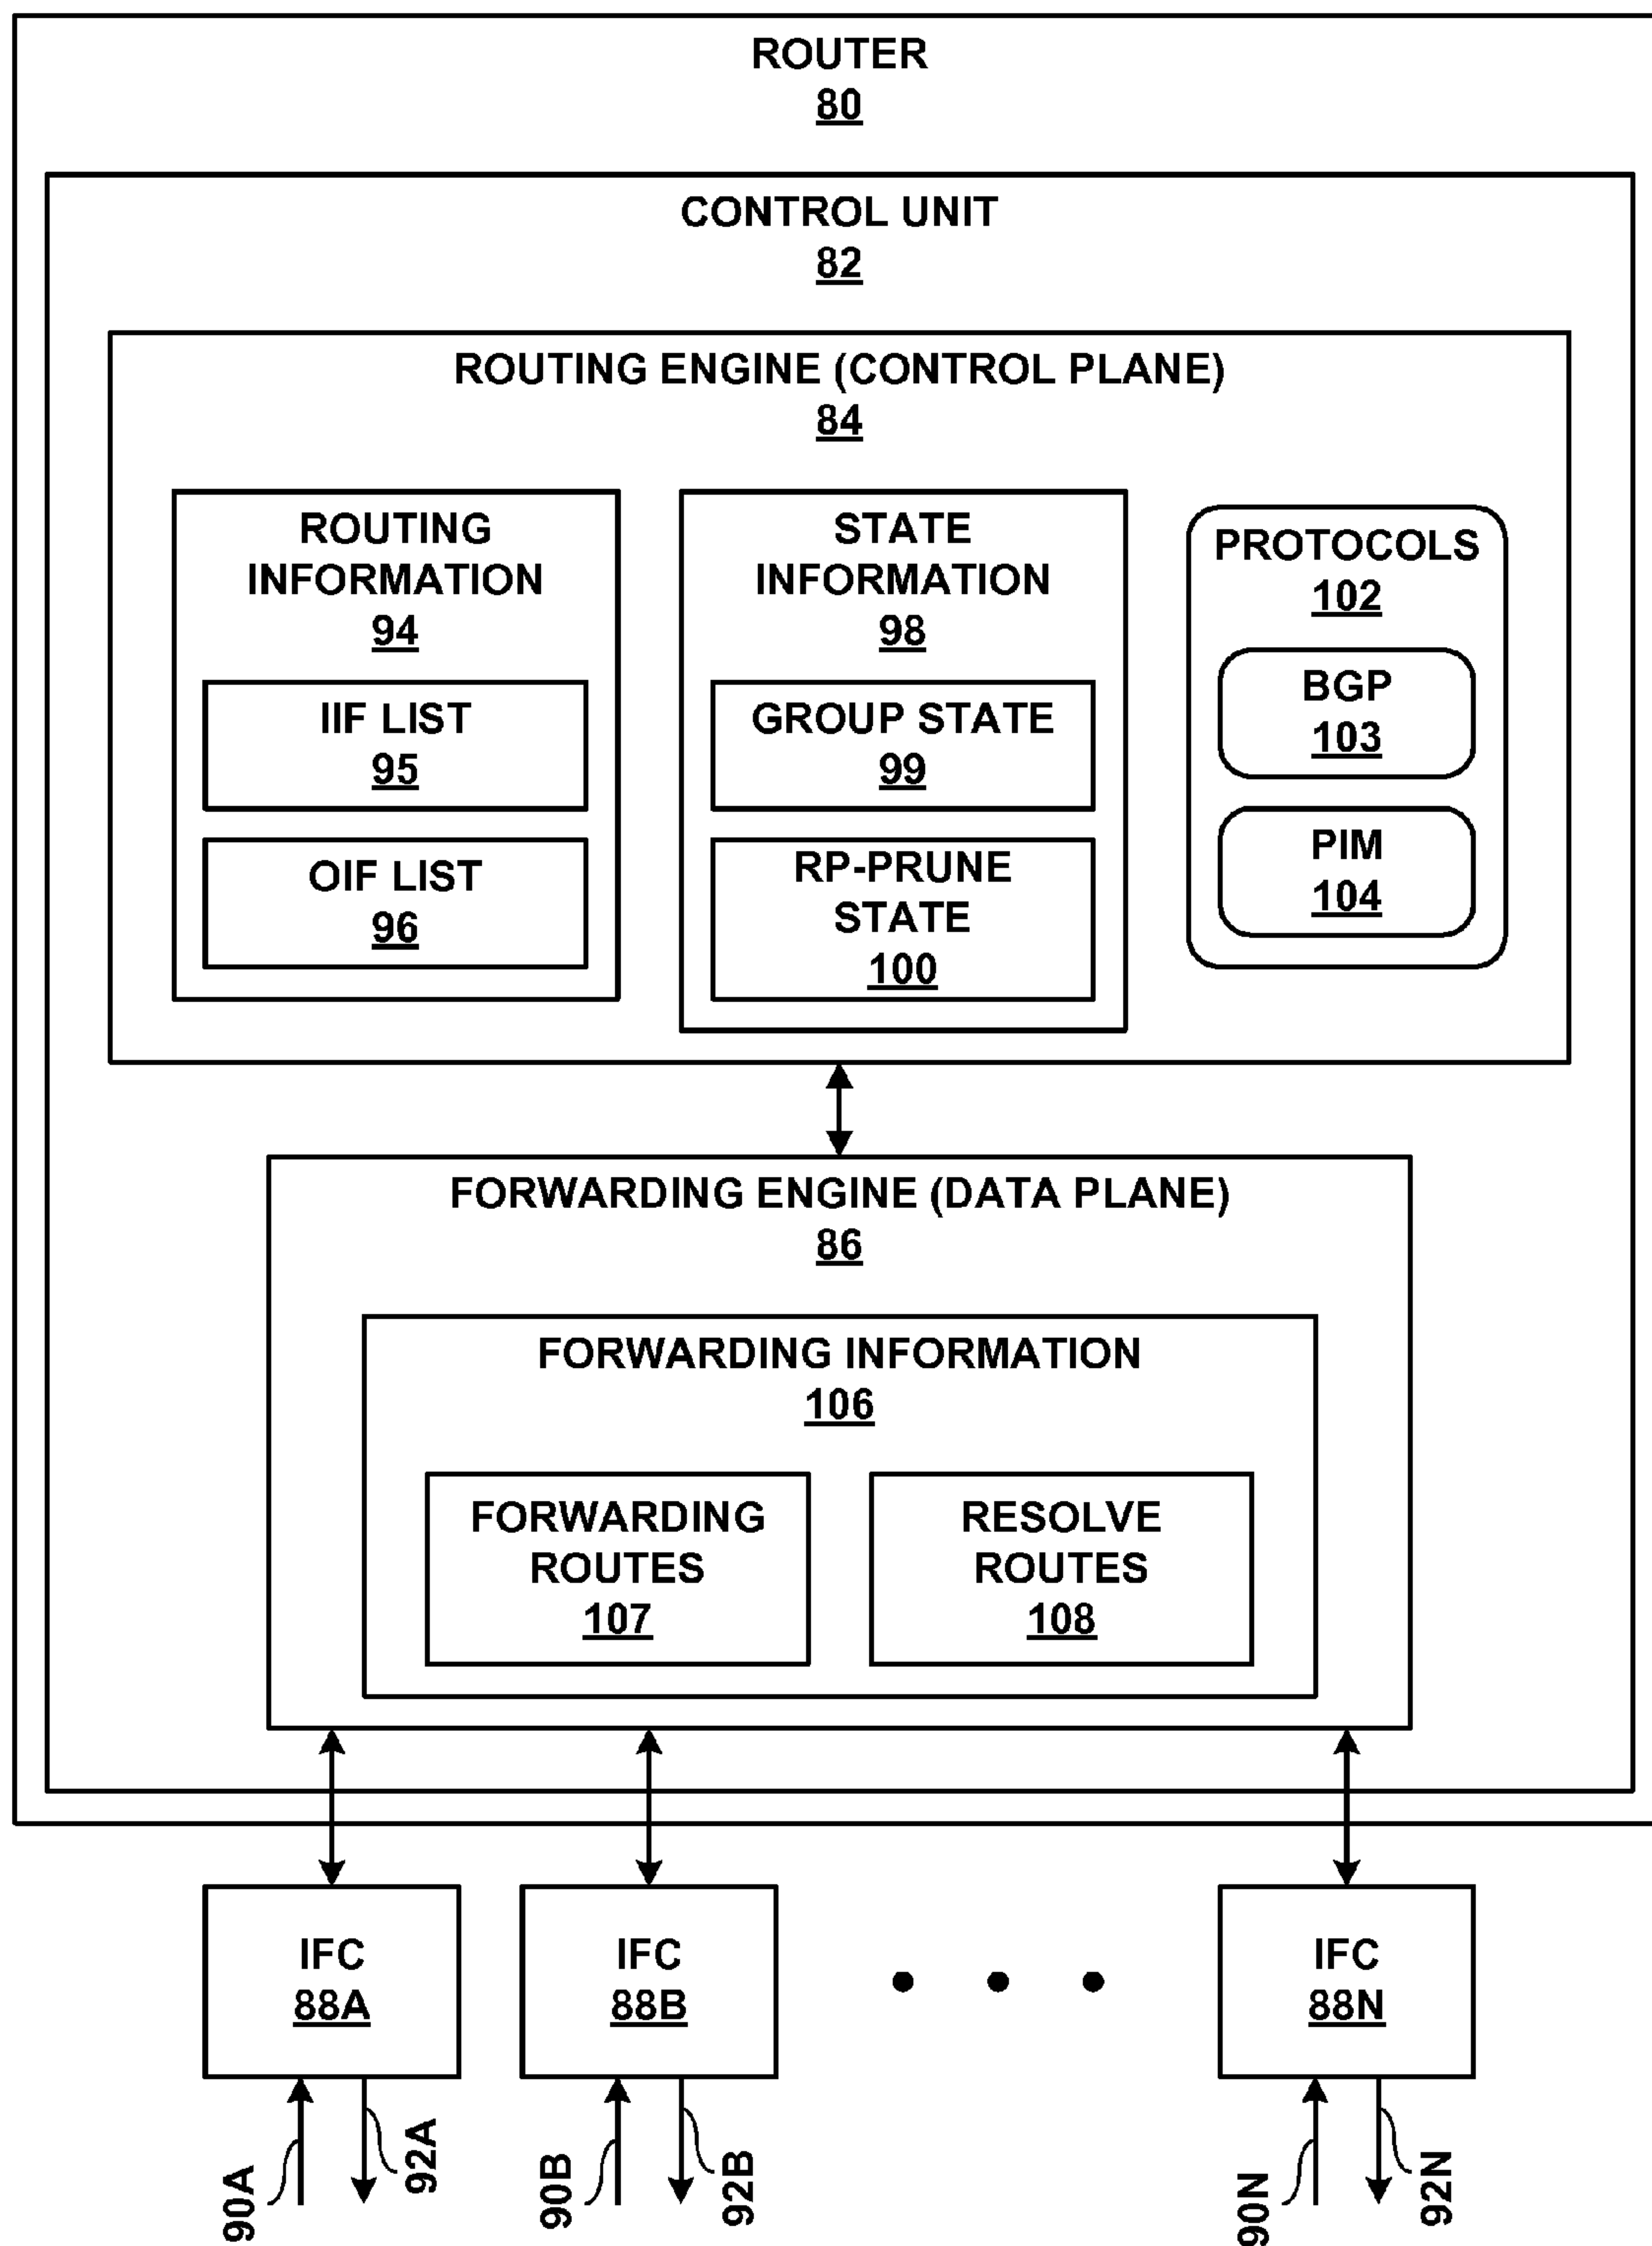 ROUTER
80
CONTROL UNIT
82
ROUTING ENGINE (CONTROL PLANE)
84
ROUTING
INFORMATION
94
IIF LIST
95
OIF LIST
96
STATE
INFORMATION
98
GROUP STATE
99
RP-PRUNE
STATE
100
PROTOCOLS
102
BGP
103
PIM
104
FORWARDING ENGINE (DATA PLANE)
86
FORWARDING INFORMATION
106
FORWARDING
ROUTES
107
RESOLVE
ROUTES
108
IFC
88A
IFC
88B
• • •
IFC
88N
90A
92A
90B
92B
90N
92N